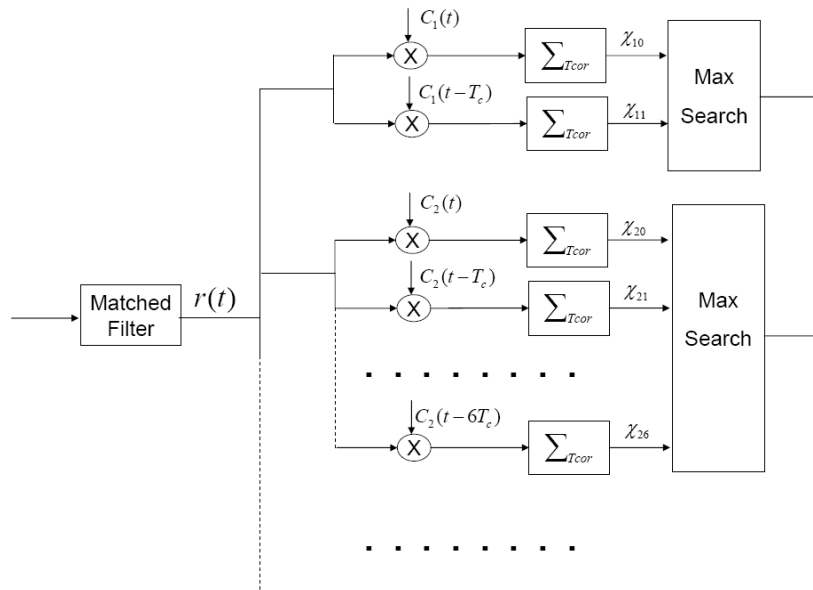 C₁(t)
X
∑Tcor
χ₁₀
C₁(t−T꜀)
X
∑Tcor
χ₁₁
Max
Search
C₂(t)
X
∑Tcor
χ₂₀
C₂(t−T꜀)
X
∑Tcor
χ₂₁
Max
Search
Matched
Filter
r(t)
C₂(t−6T꜀)
X
∑Tcor
χ₂₆